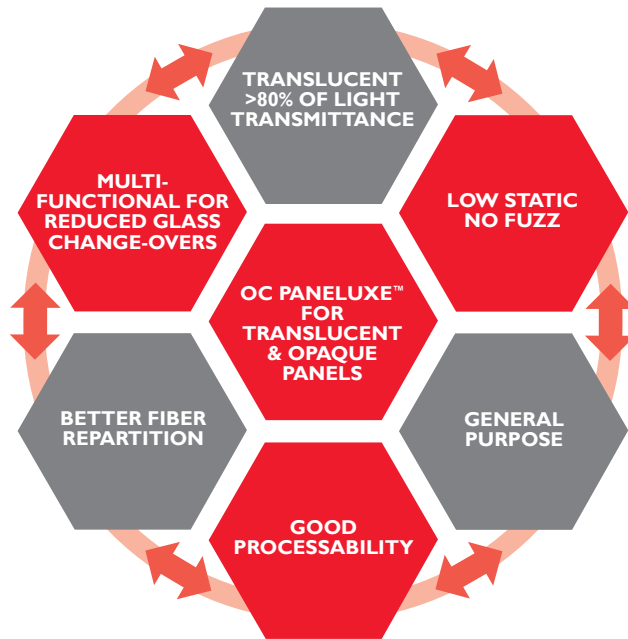 TRANSLUCENT
>80% OF LIGHT
TRANSMITTANCE
MULTI-
FUNCTIONAL FOR
REDUCED GLASS
CHANGE-OVERS
LOW STATIC
NO FUZZ
OC PANELUXE™
FOR
TRANSLUCENT
& OPAQUE
PANELS
BETTER FIBER
REPARTITION
GENERAL
PURPOSE
GOOD
PROCESSABILITY